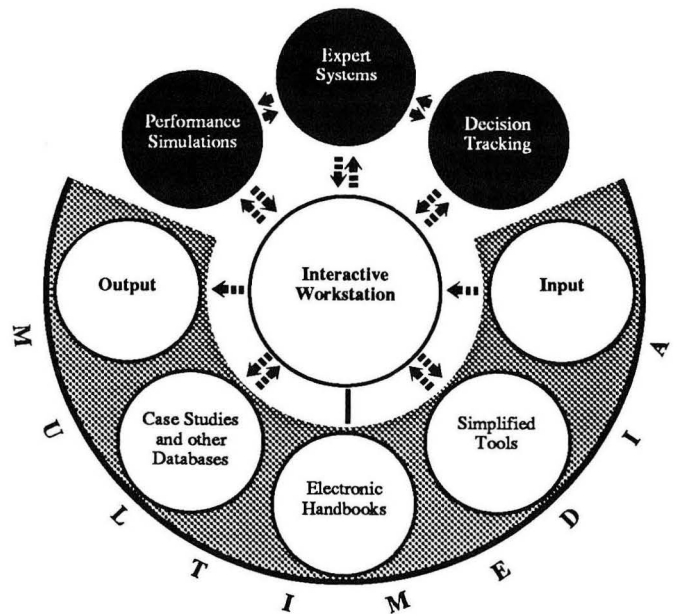 Expert
Systems
Performance
Simulations
Decision
Tracking
Output
Interactive
Workstation
Input
Case Studies
and other
Databases
Simplified
Tools
Electronic
Handbooks
MULTIMEDIA